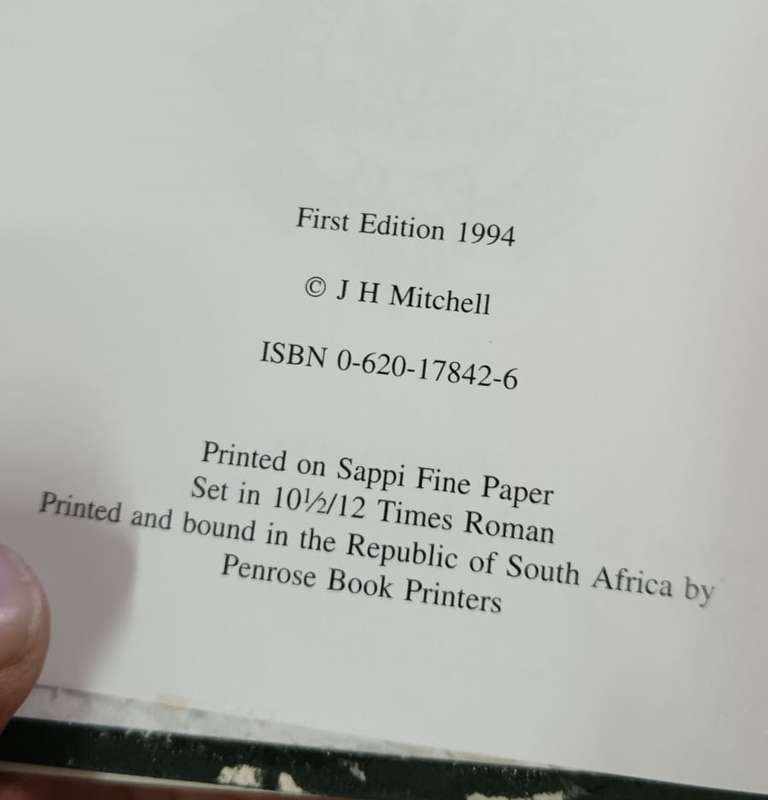 First Edition 1994
© J H Mitchell
ISBN 0-620-17842-6
Printed on Sappi Fine Paper
Set in 10½/12 Times Roman
Printed and bound in the Republic of South Africa by
Penrose Book Printers